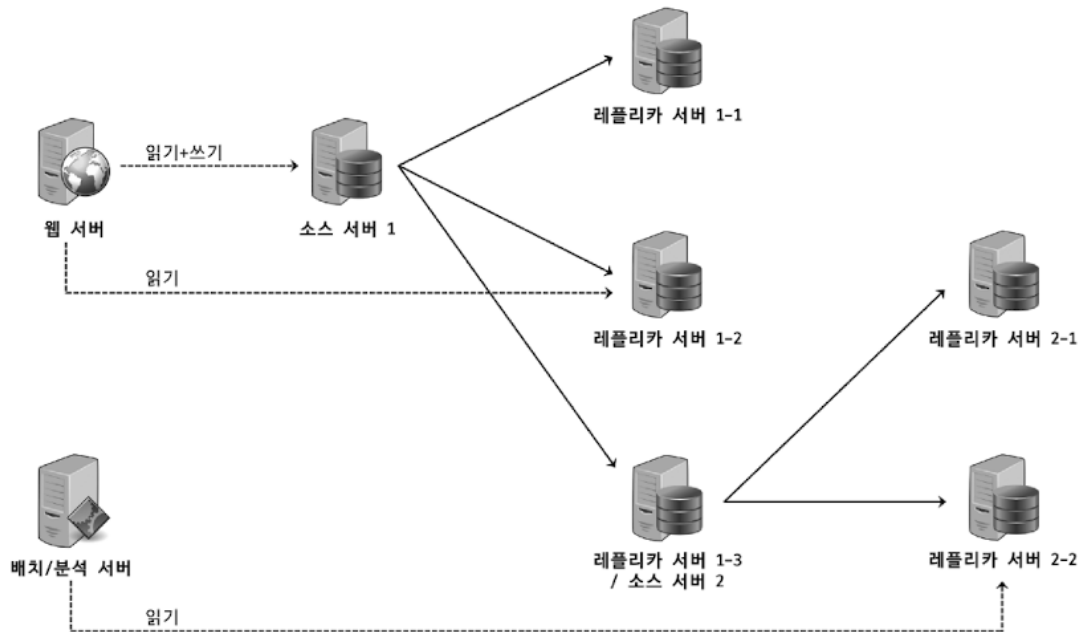 레플리카 서버 1-1
읽기+쓰기
웹 서버
소스 서버 1
읽기
레플리카 서버 1-2
레플리카 서버 2-1
배치/분석 서버
레플리카 서버 1-3
/ 소스 서버 2
레플리카 서버 2-2
읽기